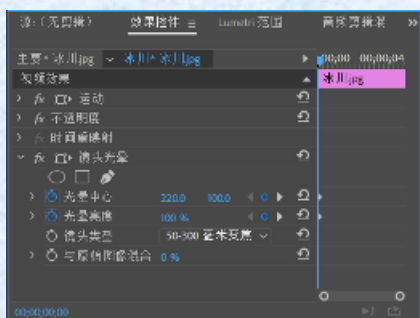 源:(无剪辑) 效果控件 Lumetri 范围 音频剪辑混 »
主要*冰川.jpg 冰川*冰川.jpg 00;00 00;00;04
视频效果 冰川.jpg
fx 运动
fx 不透明度
fx 时间重映射
fx 镜头光晕
光晕中心 220.0 100.0
光晕亮度 100 %
镜头类型 50-300 毫米变焦
与原始图像混合 0 %
00;00;00;00